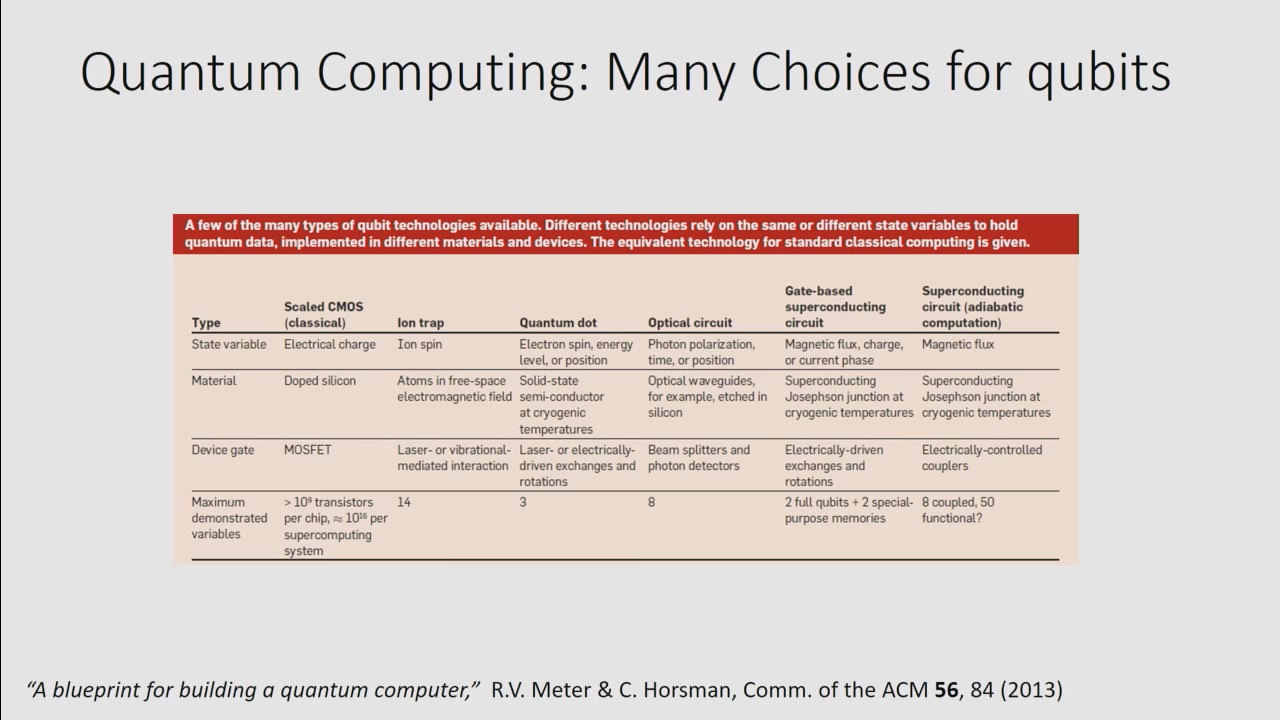 Quantum Computing: Many Choices for qubits
A few of the many types of qubit technologies available. Different technologies rely on the same or different state variables to hold
quantum data, implemented in different materials and devices. The equivalent technology for standard classical computing is given.
Type
Scaled CMOS
(classical)
Ion trap
Quantum dot
Optical circuit
Gate-based
superconducting
circuit
Superconducting
circuit (adiabatic
computation)
State variable
Electrical charge
Ion spin
Electron spin, energy
level, or position
Photon polarization,
time, or position
Magnetic flux, charge,
or current phase
Magnetic flux
Material
Doped silicon
Atoms in free-space
electromagnetic field
Solid-state
semi-conductor
at cryogenic
temperatures
Optical waveguides,
for example, etched in
silicon
Superconducting
Josephson junction at
cryogenic temperatures
Superconducting
Josephson junction at
cryogenic temperatures
Device gate
MOSFET
Laser- or vibrational-
mediated interaction
Laser- or electrically-
driven exchanges and
rotations
Beam splitters and
photon detectors
Electrically-driven
exchanges and
rotations
Electrically-controlled
couplers
Maximum
demonstrated
variables
> 10⁹ transistors
per chip, ≈ 10¹⁶ per
supercomputing
system
14
3
8
2 full qubits + 2 special-
purpose memories
8 coupled, 50
functional?
“A blueprint for building a quantum computer,” R.V. Meter & C. Horsman, Comm. of the ACM 56, 84 (2013)